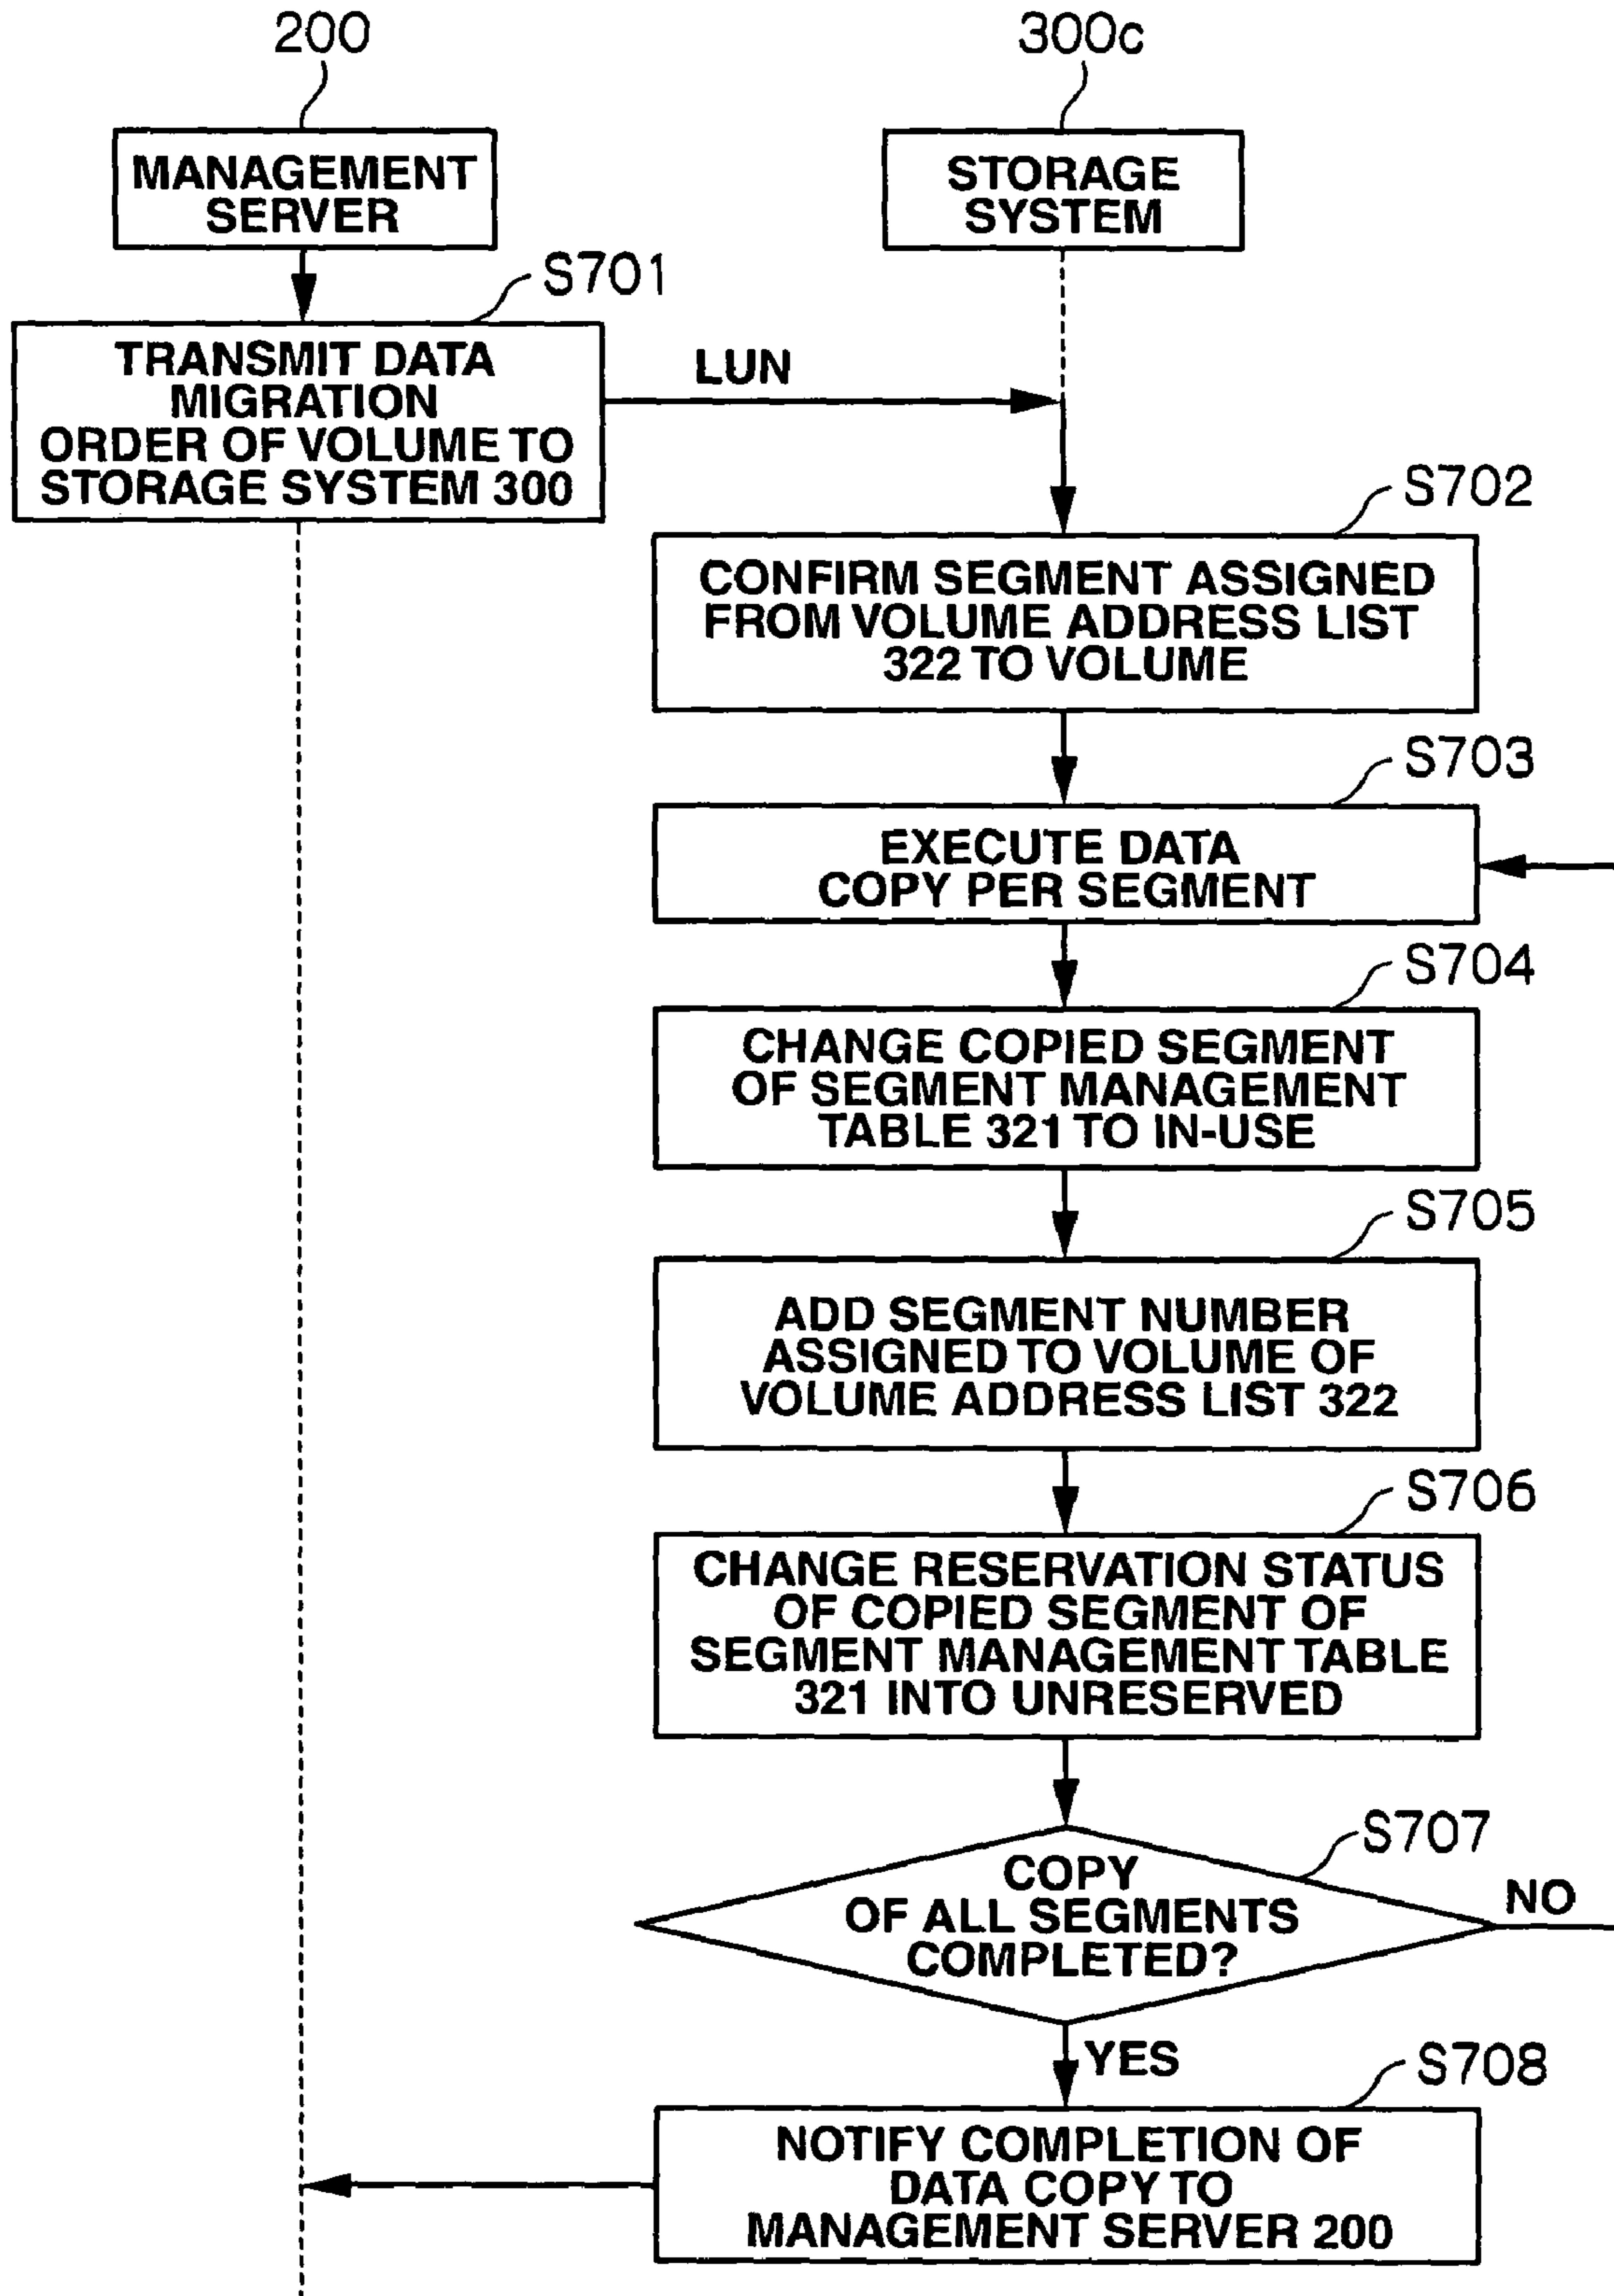 200
300c
MANAGEMENT
SERVER
STORAGE
SYSTEM
S701
TRANSMIT DATA
MIGRATION
ORDER OF VOLUME TO
STORAGE SYSTEM 300
LUN
S702
CONFIRM SEGMENT ASSIGNED
FROM VOLUME ADDRESS LIST
322 TO VOLUME
S703
EXECUTE DATA
COPY PER SEGMENT
S704
CHANGE COPIED SEGMENT
OF SEGMENT MANAGEMENT
TABLE 321 TO IN-USE
S705
ADD SEGMENT NUMBER
ASSIGNED TO VOLUME OF
VOLUME ADDRESS LIST 322
S706
CHANGE RESERVATION STATUS
OF COPIED SEGMENT OF
SEGMENT MANAGEMENT TABLE
321 INTO UNRESERVED
S707
COPY
OF ALL SEGMENTS
COMPLETED?
NO
YES
S708
NOTIFY COMPLETION OF
DATA COPY TO
MANAGEMENT SERVER 200